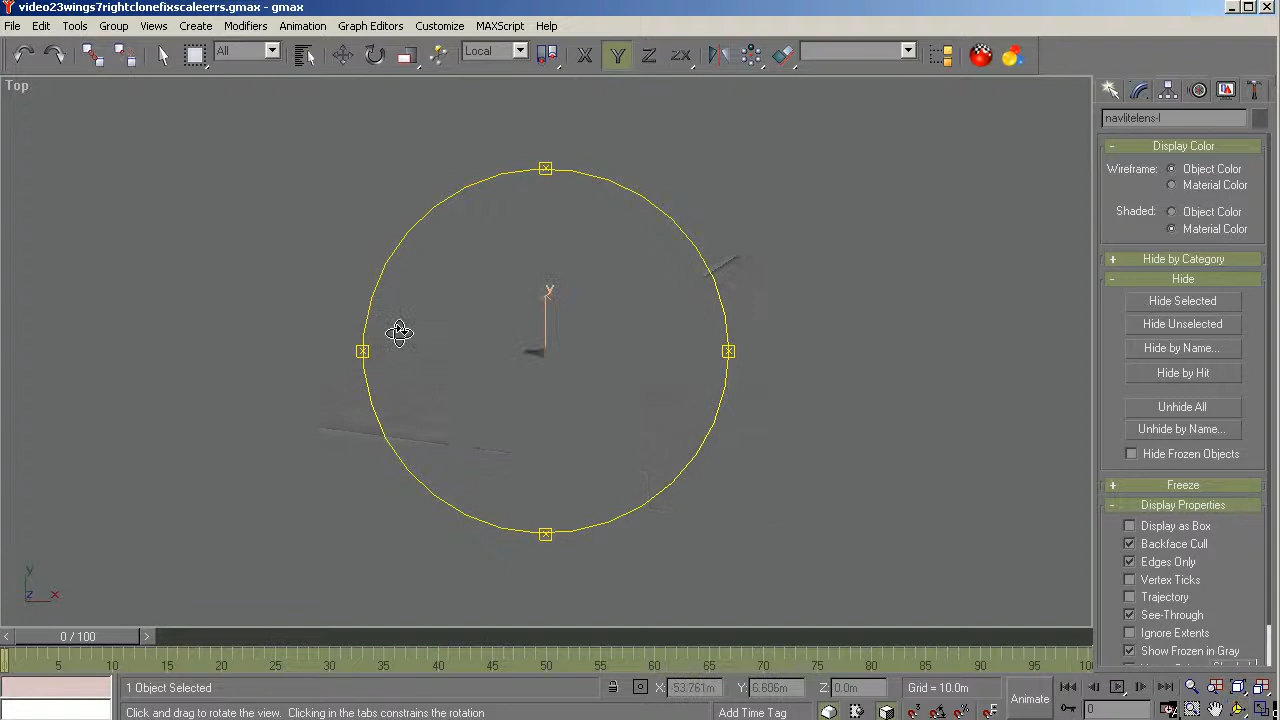 video23wings7rightclonefixscaleerrs.gmax - gmax
File Edit Tools Group Views Create Modifiers Animation Graph Editors Customize MAXScript Help
All Local X Y Z ZX
Top
navlitelens-l
- Display Color
Wireframe: Object Color
Material Color
Shaded: Object Color
Material Color
+ Hide by Category
- Hide
Hide Selected
Hide Unselected
Hide by Name...
Hide by Hit
Unhide All
Unhide by Name...
Hide Frozen Objects
+ Freeze
- Display Properties
Display as Box
Backface Cull
Edges Only
Vertex Ticks
Trajectory
See-Through
Ignore Extents
Show Frozen in Gray
y
y
z x
< 0 / 100 >
5 10 15 20 25 30 35 40 45 50 55 60 65 70 75 80 85 90 95 100
1 Object Selected X: -53.761m Y: 6.606m Z: 0.0m Grid = 10.0m Animate
Click and drag to rotate the view. Clicking in the tabs constrains the rotation Add Time Tag 0